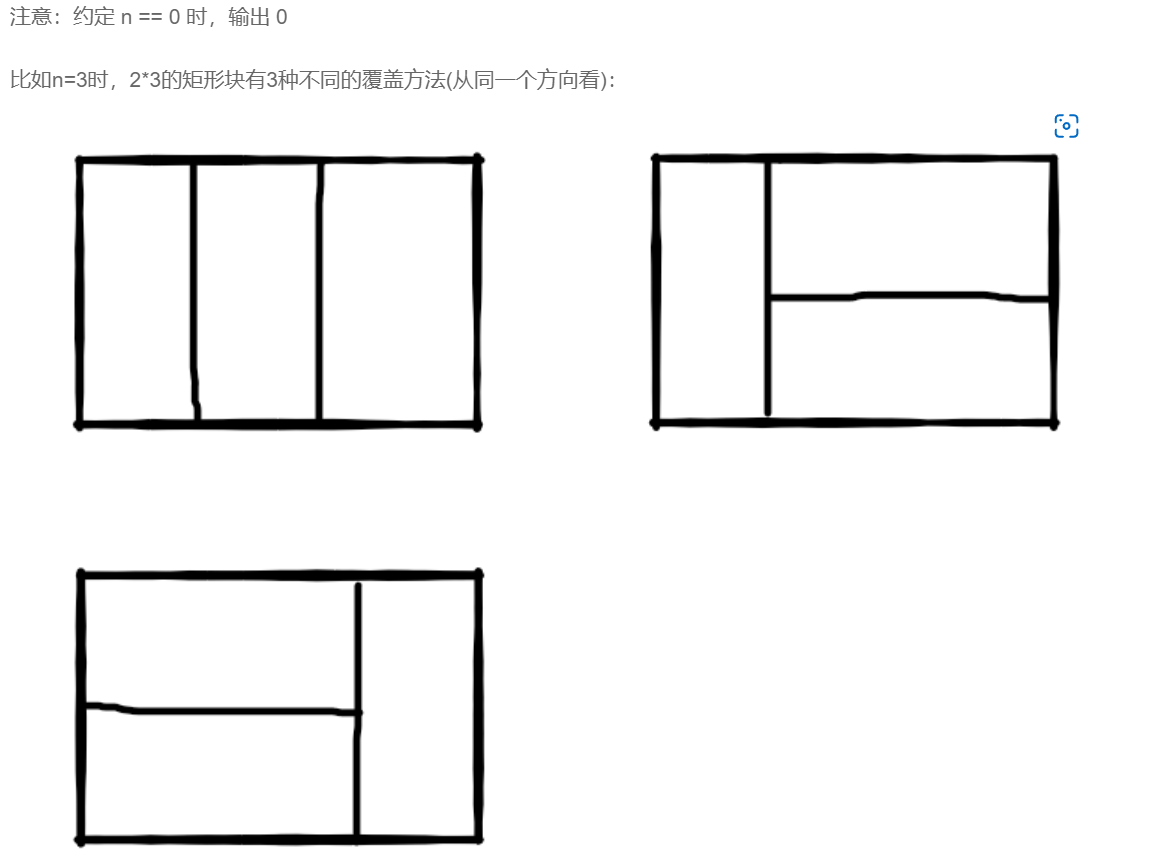 注意：约定 n == 0 时，输出 0
比如n=3时，2*3的矩形块有3种不同的覆盖方法(从同一个方向看)：